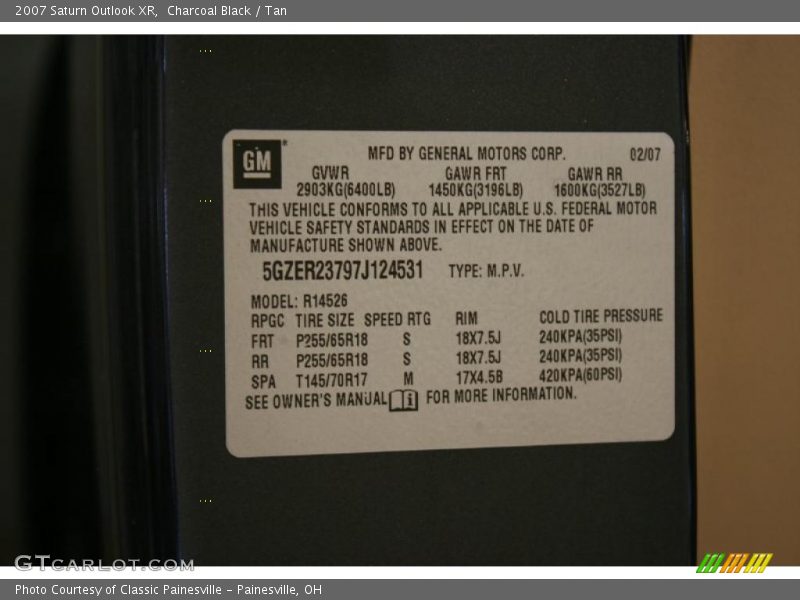 2007 Saturn Outlook XR, Charcoal Black / Tan
GM
MFD BY GENERAL MOTORS CORP. 02/07
GVWR GAWR FRT GAWR RR
2903KG(6400LB) 1450KG(3196LB) 1600KG(3527LB)
THIS VEHICLE CONFORMS TO ALL APPLICABLE U.S. FEDERAL MOTOR
VEHICLE SAFETY STANDARDS IN EFFECT ON THE DATE OF
MANUFACTURE SHOWN ABOVE.
5GZER23797J124531 TYPE: M.P.V.
MODEL: R14526
RPGC TIRE SIZE SPEED RTG RIM COLD TIRE PRESSURE
FRT P255/65R18 S 18X7.5J 240KPA(35PSI)
RR P255/65R18 S 18X7.5J 240KPA(35PSI)
SPA T145/70R17 M 17X4.5B 420KPA(60PSI)
SEE OWNER'S MANUAL i FOR MORE INFORMATION.
GTCARLOT.COM
Photo Courtesy of Classic Painesville - Painesville, OH